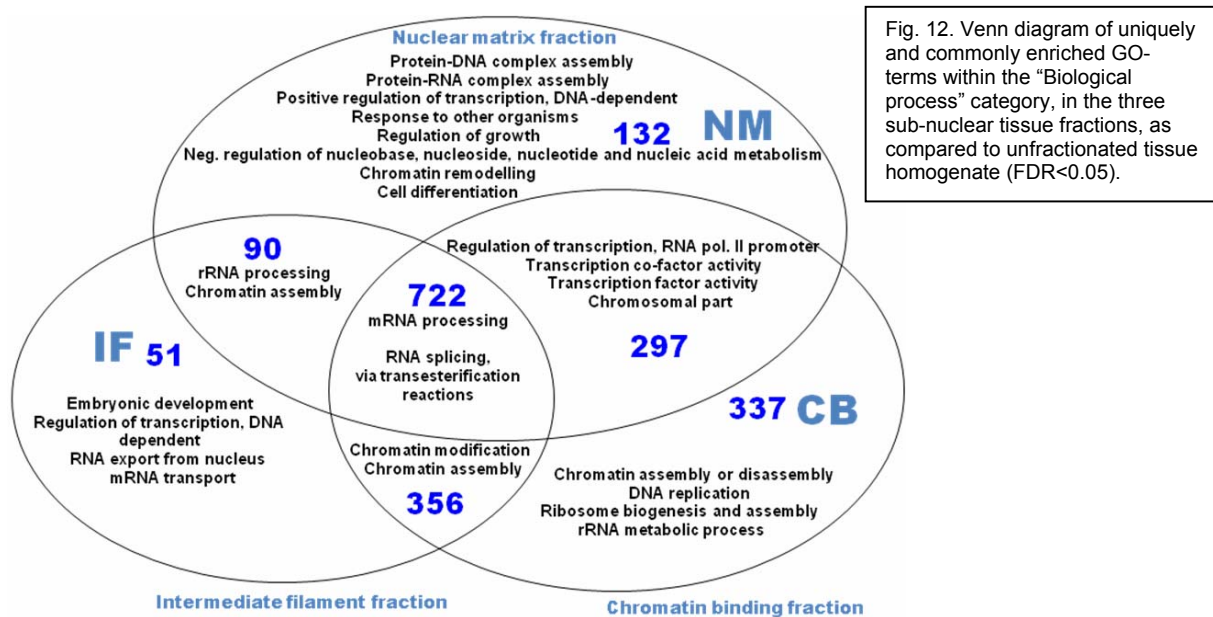 Nuclear matrix fraction
Protein-DNA complex assembly
Protein-RNA complex assembly
Positive regulation of transcription, DNA-dependent
Response to other organisms
Regulation of growth
132
NM
Neg. regulation of nucleobase, nucleoside, nucleotide and nucleic acid metabolism
Chromatin remodelling
Cell differentiation
90
rRNA processing
Chromatin assembly
722
mRNA processing
RNA splicing,
via transesterification
reactions
Regulation of transcription, RNA pol. II promoter
Transcription co-factor activity
Transcription factor activity
Chromosomal part
297
IF 51
Embryonic development
Regulation of transcription, DNA
dependent
RNA export from nucleus
mRNA transport
Chromatin modification
Chromatin assembly
356
337 CB
Chromatin assembly or disassembly
DNA replication
Ribosome biogenesis and assembly
rRNA metabolic process
Intermediate filament fraction
Chromatin binding fraction
Fig. 12. Venn diagram of uniquely
and commonly enriched GO-
terms within the “Biological
process” category, in the three
sub-nuclear tissue fractions, as
compared to unfractionated tissue
homogenate (FDR<0.05).